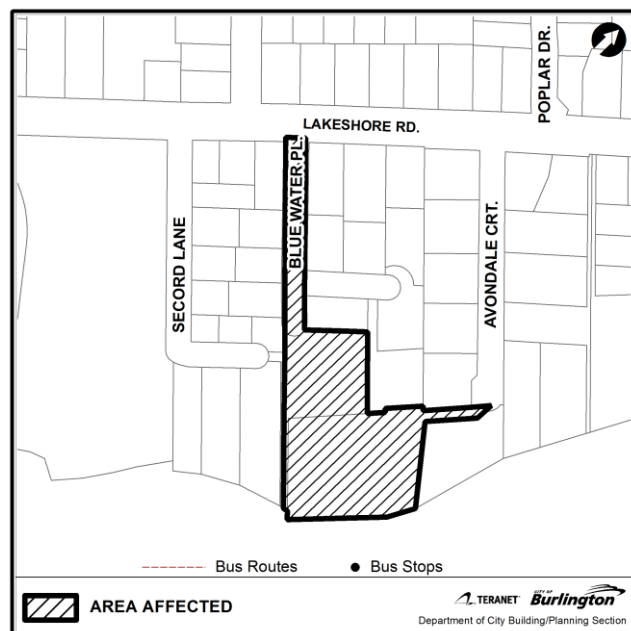 POPLAR DR.
LAKESHORE RD.
BLUE WATER PL.
SECORD LANE
AVONDALE CRT.
Bus Routes
Bus Stops
AREA AFFECTED
TERANET
CITY OF
Burlington
Department of City Building/Planning Section